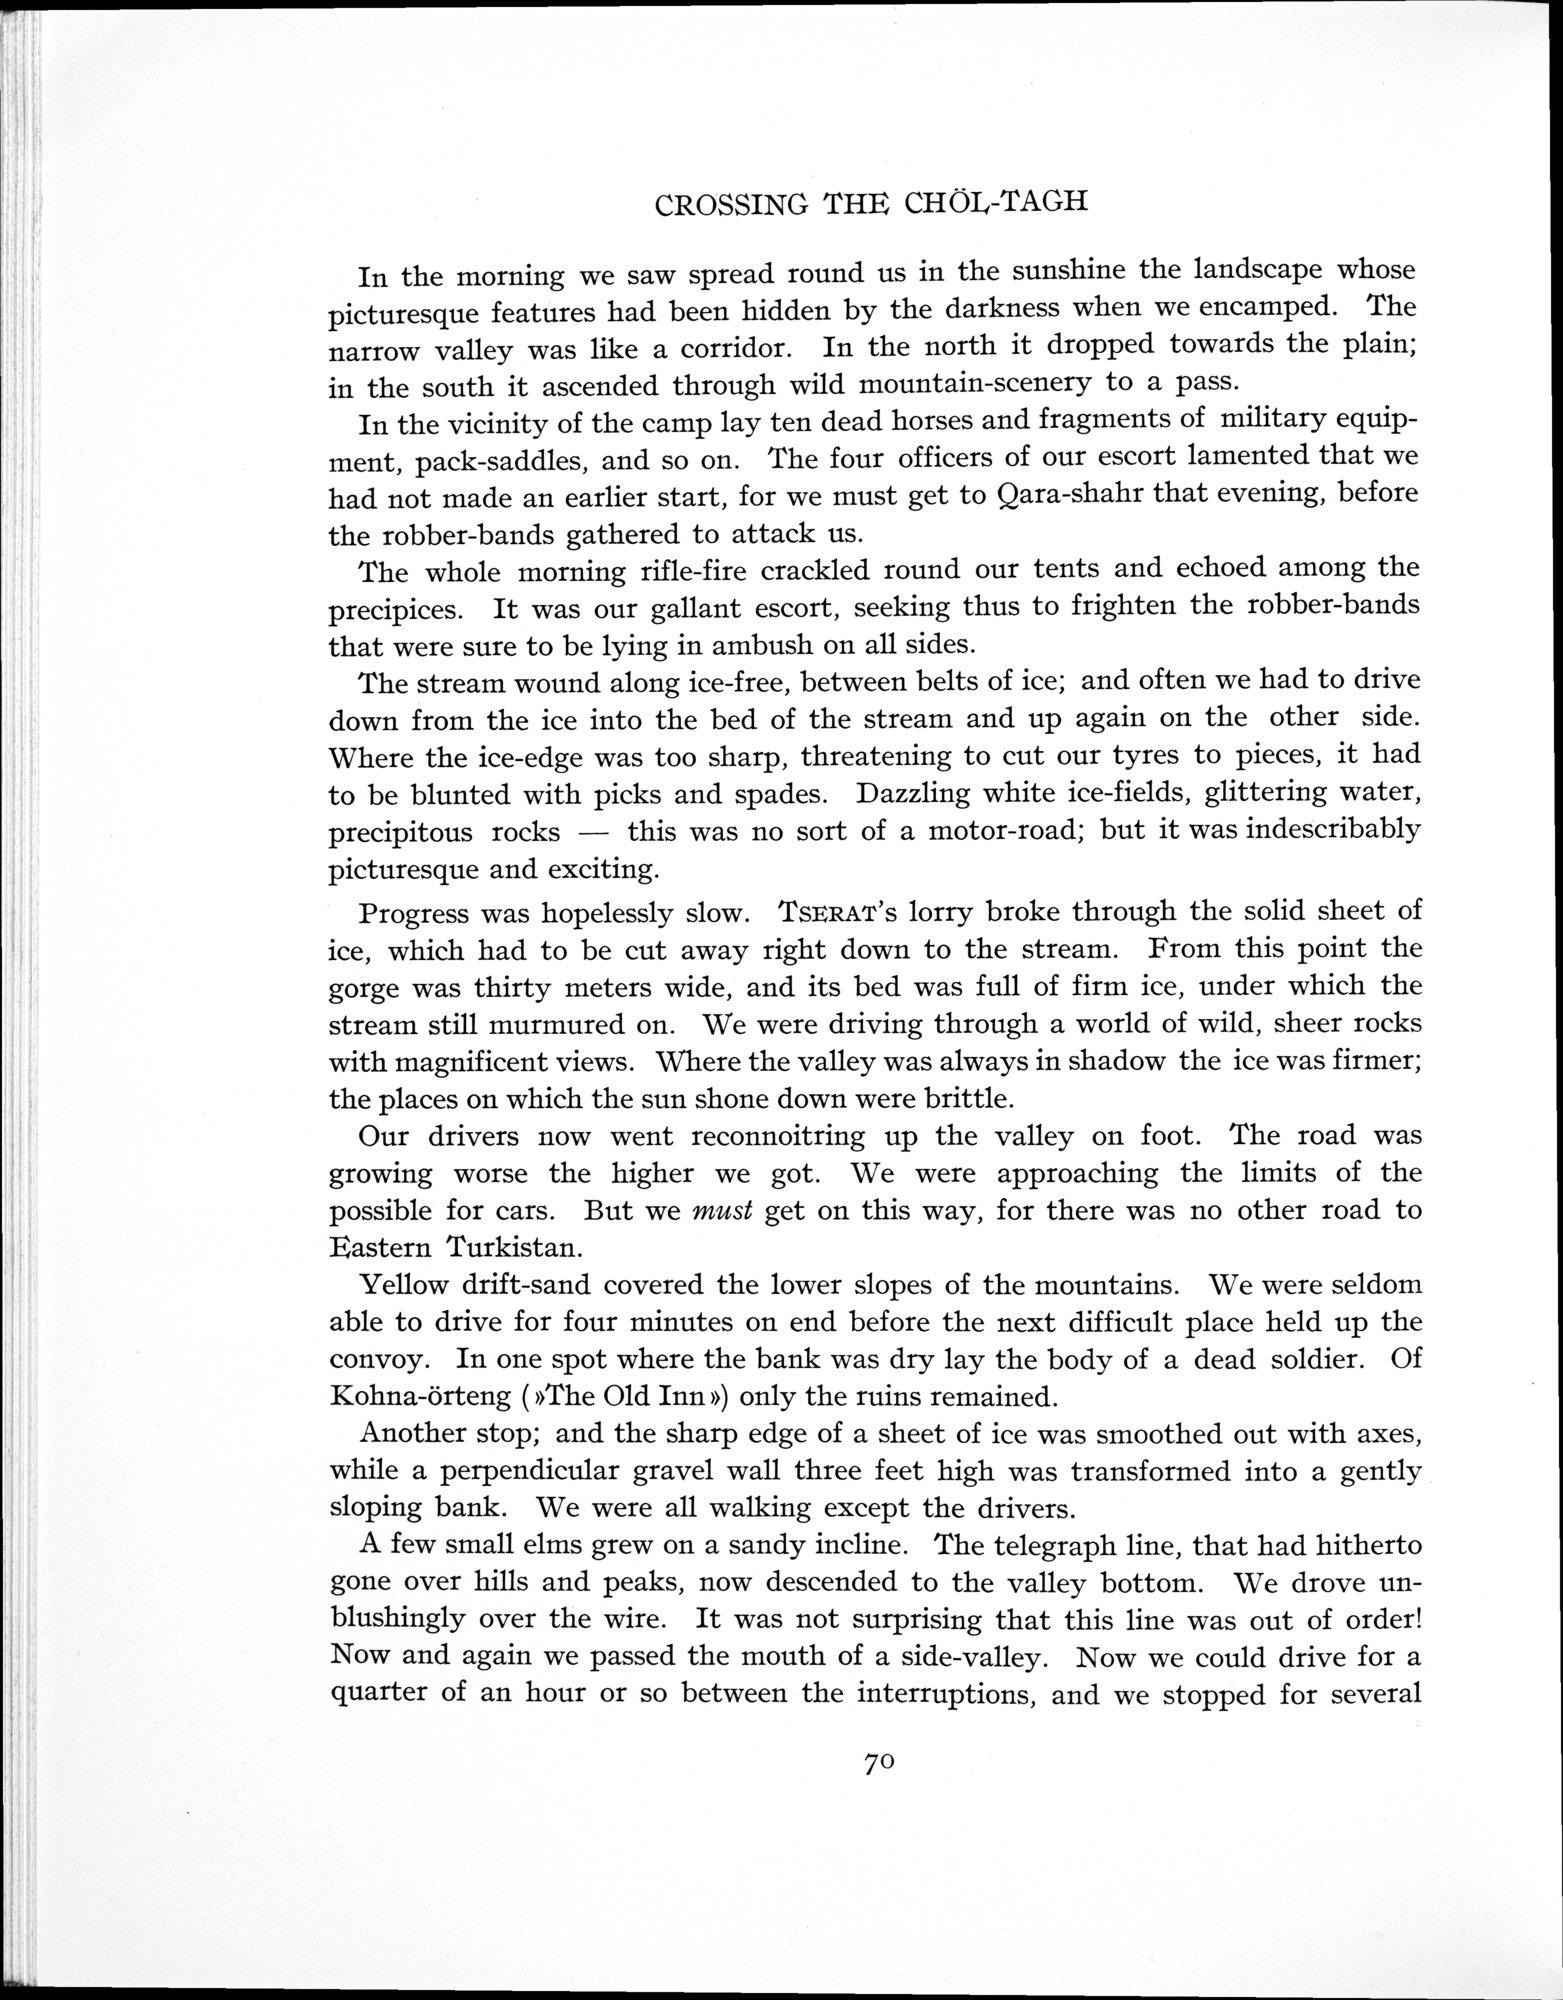 CROSSING THE CHÖL-TAGH
In the morning we saw spread round us in the sunshine the landscape whose
picturesque features had been hidden by the darkness when we encamped. The
narrow valley was like a corridor. In the north it dropped towards the plain;
in the south it ascended through wild mountain-scenery to a pass.
In the vicinity of the camp lay ten dead horses and fragments of military equip-
ment, pack-saddles, and so on. The four officers of our escort lamented that we
had not made an earlier start, for we must get to Qara-shahr that evening, before
the robber-bands gathered to attack us.
The whole morning rifle-fire crackled round our tents and echoed among the
precipices. It was our gallant escort, seeking thus to frighten the robber-bands
that were sure to be lying in ambush on all sides.
The stream wound along ice-free, between belts of ice; and often we had to drive
down from the ice into the bed of the stream and up again on the other side.
Where the ice-edge was too sharp, threatening to cut our tyres to pieces, it had
to be blunted with picks and spades. Dazzling white ice-fields, glittering water,
precipitous rocks — this was no sort of a motor-road; but it was indescribably
picturesque and exciting.
Progress was hopelessly slow. TSERAT's lorry broke through the solid sheet of
ice, which had to be cut away right down to the stream. From this point the
gorge was thirty meters wide, and its bed was full of firm ice, under which the
stream still murmured on. We were driving through a world of wild, sheer rocks
with magnificent views. Where the valley was always in shadow the ice was firmer;
the places on which the sun shone down were brittle.
Our drivers now went reconnoitring up the valley on foot. The road was
growing worse the higher we got. We were approaching the limits of the
possible for cars. But we must get on this way, for there was no other road to
Eastern Turkistan.
Yellow drift-sand covered the lower slopes of the mountains. We were seldom
able to drive for four minutes on end before the next difficult place held up the
convoy. In one spot where the bank was dry lay the body of a dead soldier. Of
Kohna-örteng (»The Old Inn») only the ruins remained.
Another stop; and the sharp edge of a sheet of ice was smoothed out with axes,
while a perpendicular gravel wall three feet high was transformed into a gently
sloping bank. We were all walking except the drivers.
A few small elms grew on a sandy incline. The telegraph line, that had hitherto
gone over hills and peaks, now descended to the valley bottom. We drove un-
blushingly over the wire. It was not surprising that this line was out of order!
Now and again we passed the mouth of a side-valley. Now we could drive for a
quarter of an hour or so between the interruptions, and we stopped for several
70